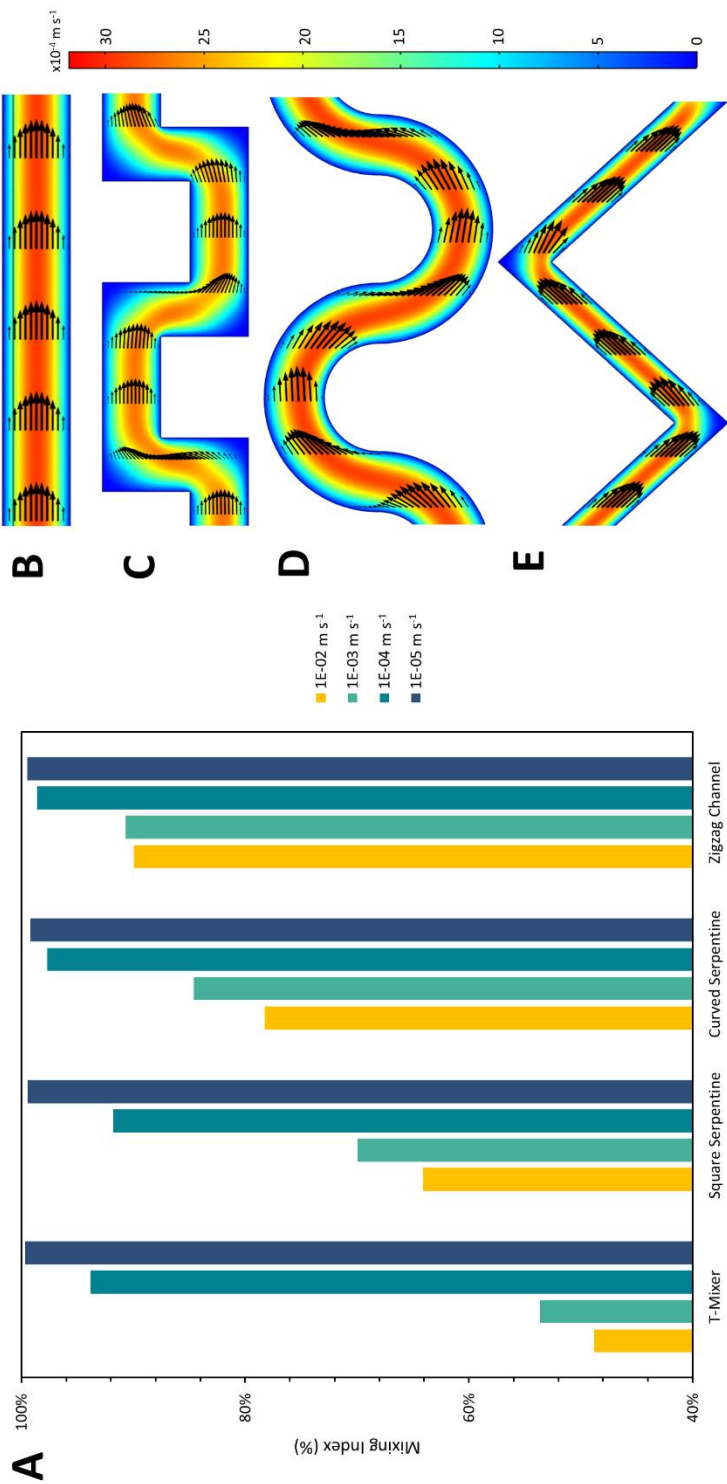 A
Mixing Index (%)
100%
80%
60%
40%
T-Mixer
Square Serpentine
Curved Serpentine
Zigzag Channel
1E-02 m s⁻¹
1E-03 m s⁻¹
1E-04 m s⁻¹
1E-05 m s⁻¹
B
C
D
E
x10⁻⁴ m s⁻¹
30
25
20
15
10
5
0